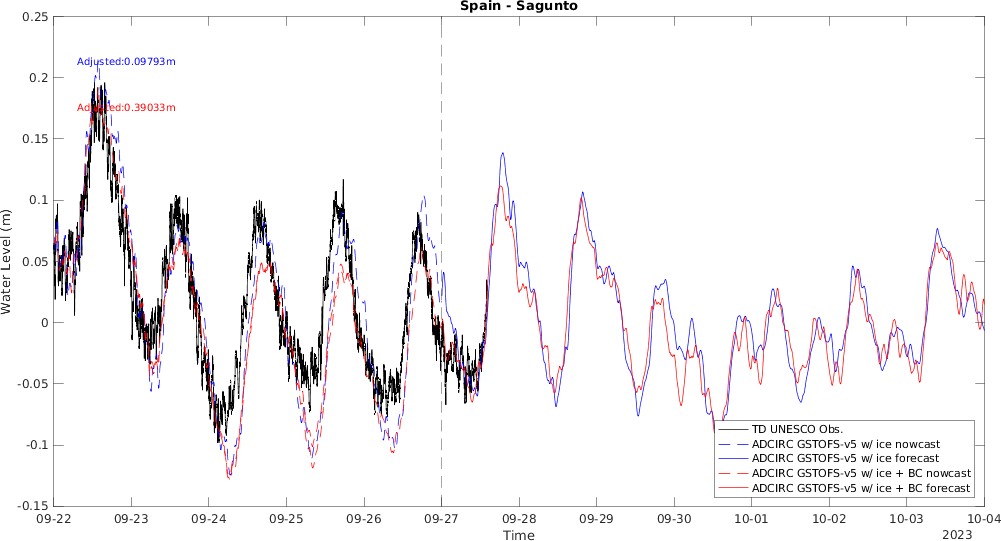 Spain - Sagunto
0.25
0.2
0.15
0.1
0.05
0
-0.05
-0.1
-0.15
Water Level (m)
Adjusted:0.09793m
Adjusted:0.39033m
TD UNESCO Obs.
ADCIRC GSTOFS-v5 w/ ice nowcast
ADCIRC GSTOFS-v5 w/ ice forecast
ADCIRC GSTOFS-v5 w/ ice + BC nowcast
ADCIRC GSTOFS-v5 w/ ice + BC forecast
09-22 09-23 09-24 09-25 09-26 09-27 09-28 09-29 09-30 10-01 10-02 10-03 10-04
Time
2023